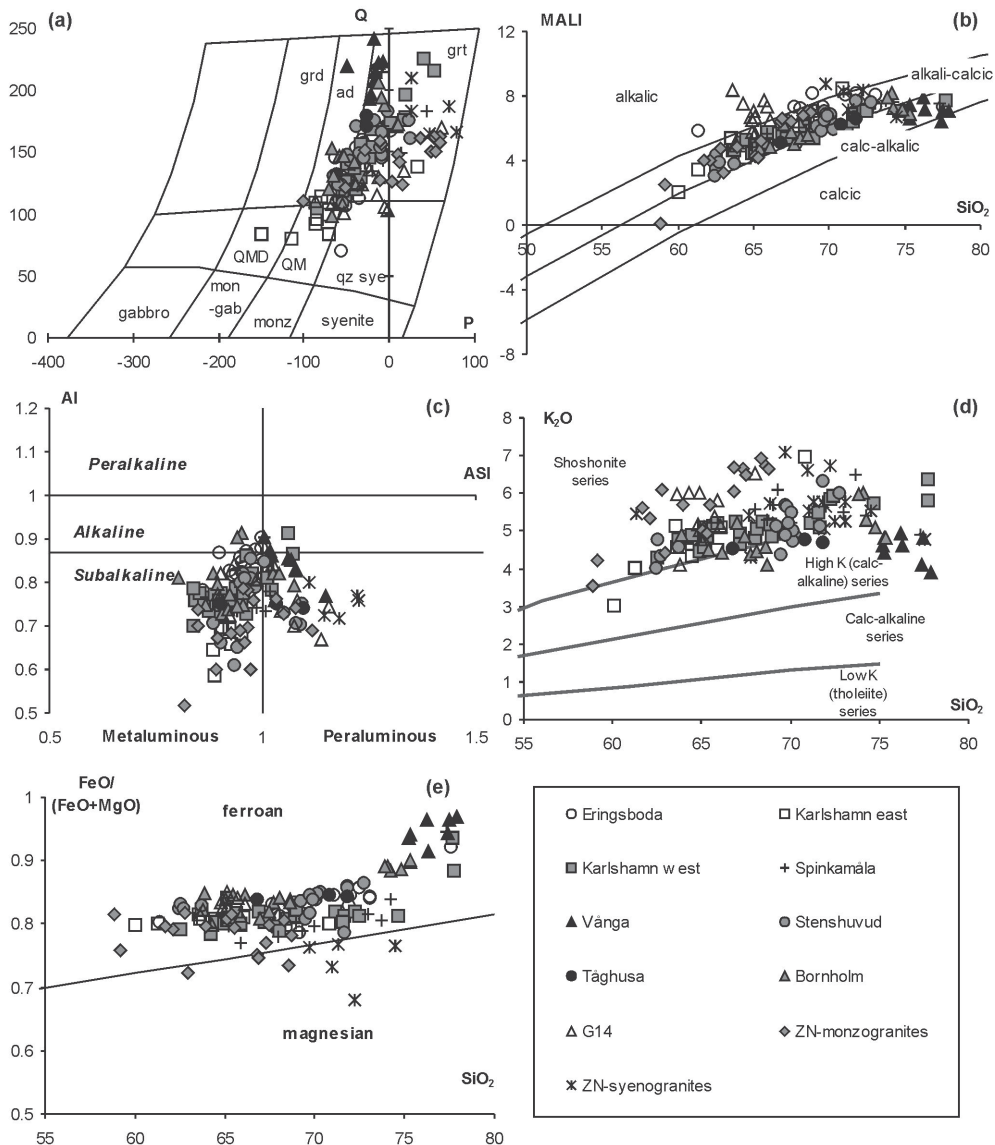 (a)
Q
250
200
150
100
50
0
grd
ad
grt
QMD
QM
qz sye
mon
-gab
gabbro
monz
syenite
P
-400
-300
-200
-100
0
100
MALI
(b)
12
8
4
0
-4
-8
alkalic
alkali-calcic
calc-alkalic
calcic
SiO₂
50
55
60
65
70
75
80
AI
(c)
1.2
1.1
1
0.9
0.8
0.7
0.6
0.5
Peralkaline
ASI
Alkaline
Subalkaline
0.5
Metaluminous
1
Peraluminous
1.5
K₂O
(d)
8
7
6
5
4
3
2
1
0
Shoshonite
series
High K (calc-
alkaline) series
Calc-alkaline
series
Low K
(tholeiite)
series
SiO₂
55
60
65
70
75
80
FeO/
(FeO+MgO)
(e)
1
0.9
0.8
0.7
0.6
0.5
ferroan
magnesian
SiO₂
55
60
65
70
75
80
Eringsboda
Karlshamn east
Karlshamn west
Spinkamåla
Vånga
Stenshuvud
Tåghusa
Bornholm
G14
ZN-monzogranites
ZN-syenogranites